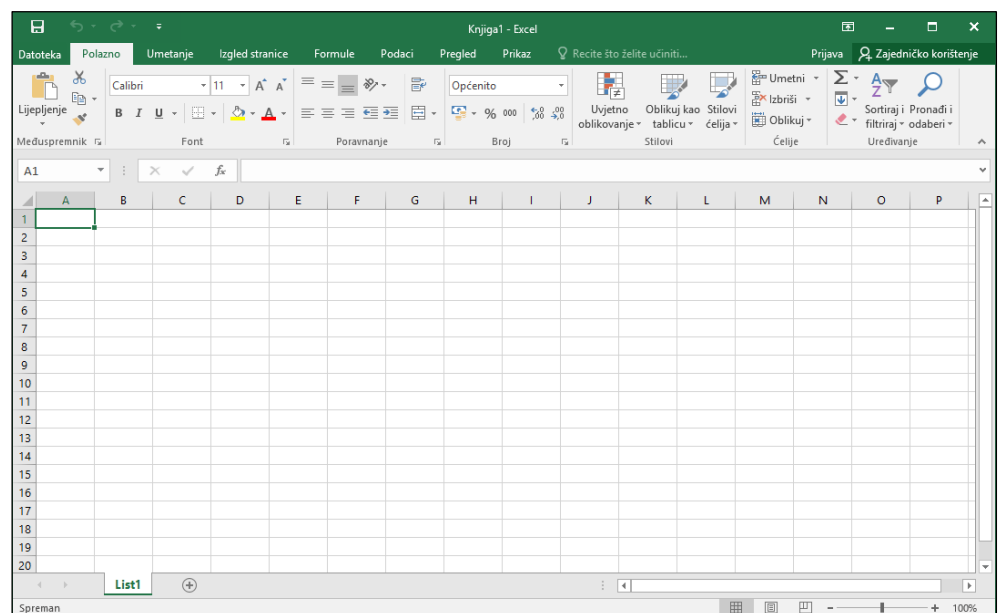 Knjiga1 - Excel
Datoteka Polazno Umetanje Izgled stranice Formule Podaci Pregled Prikaz Recite što želite učiniti... Prijava Zajedničko korištenje
Lijepljenje
Međuspremnik
Calibri 11
B I U A
Font
Poravnanje
Općenito
% 000
Broj
Uvjetno oblikovanje
Oblikuj kao tablicu
Stilovi ćelija
Stilovi
Umetni
Izbriši
Oblikuj
Ćelije
Sortiraj i filtriraj
Pronađi i odaberi
Uređivanje
A1 fx
A B C D E F G H I J K L M N O P
1
2
3
4
5
6
7
8
9
10
11
12
13
14
15
16
17
18
19
20
List1
Spreman 100%